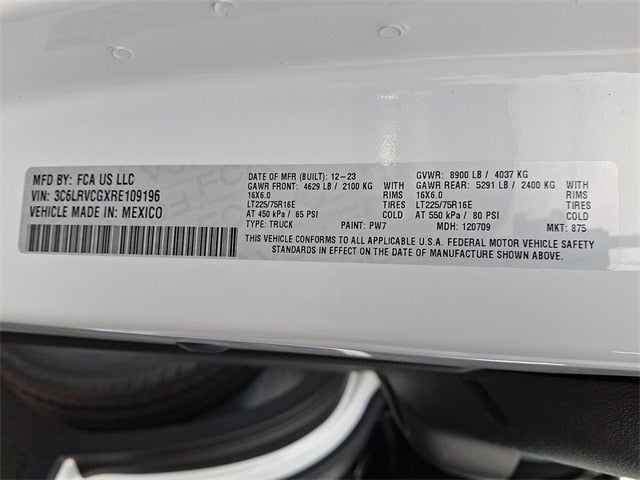 MFD BY: FCA US LLC
VIN: 3C6LRVCGXRE109196
VEHICLE MADE IN: MEXICO
DATE OF MFR (BUILT): 12-23
GAWR FRONT: 4629 LB / 2100 KG WITH
16X6.0 RIMS
LT225/75R16E TIRES
AT 450 kPa / 65 PSI COLD
TYPE: TRUCK PAINT: PW7
GVWR: 8900 LB / 4037 KG
GAWR REAR: 5291 LB / 2400 KG WITH
16X6.0 RIMS
LT225/75R16E TIRES
AT 550 kPa / 80 PSI COLD
MDH: 120709 MKT: 875
THIS VEHICLE CONFORMS TO ALL APPLICABLE U.S.A. FEDERAL MOTOR VEHICLE SAFETY
STANDARDS IN EFFECT ON THE DATE OF MANUFACTURE SHOWN ABOVE.